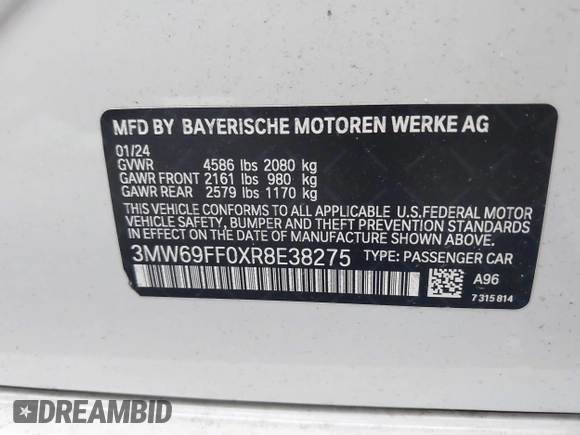 MFD BY BAYERISCHE MOTOREN WERKE AG
01/24
GVWR 4586 lbs 2080 kg
GAWR FRONT 2161 lbs 980 kg
GAWR REAR 2579 lbs 1170 kg
THIS VEHICLE CONFORMS TO ALL APPLICABLE U.S.FEDERAL MOTOR
VEHICLE SAFETY, BUMPER AND THEFT PREVENTION STANDARDS
IN EFFECT ON THE DATE OF MANUFACTURE SHOWN ABOVE.
3MW69FF0XR8E38275 TYPE: PASSENGER CAR
A96
7 315 814
DREAMBID